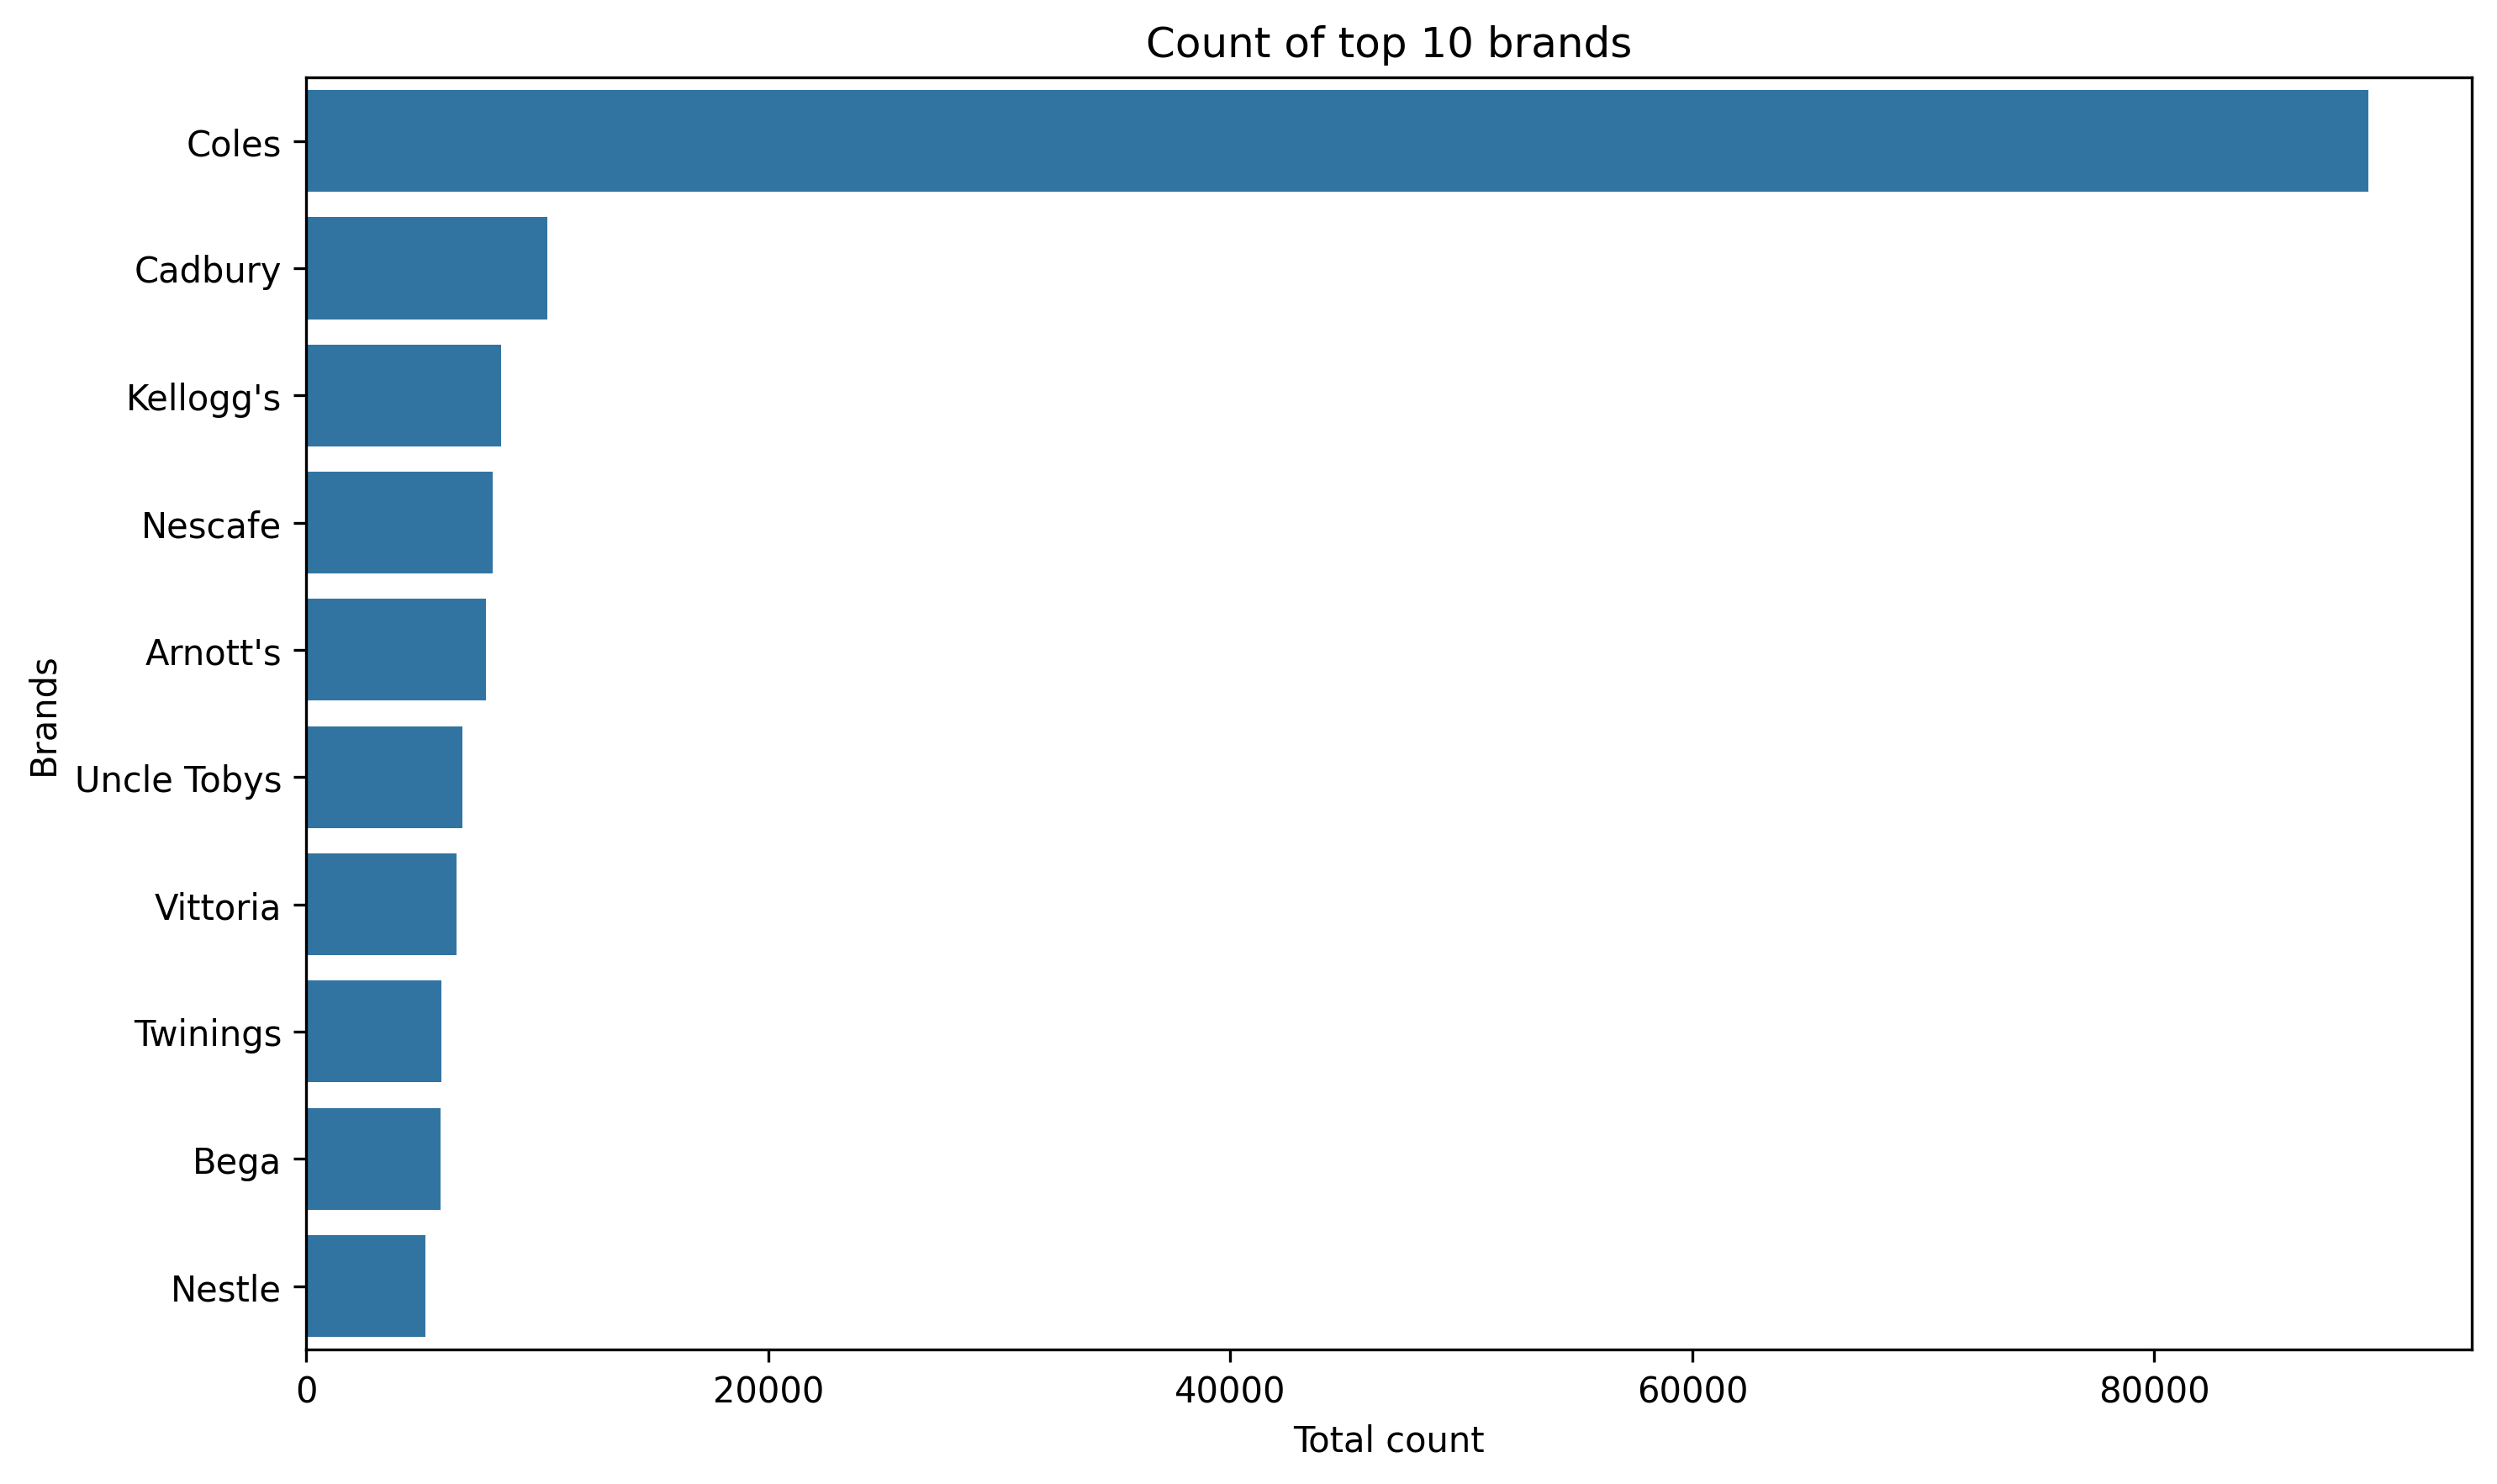 Count of top 10 brands
Coles
Cadbury
Kellogg's
Nescafe
Arnott's
Uncle Tobys
Vittoria
Twinings
Bega
Nestle
Brands
0 20000 40000 60000 80000
Total count